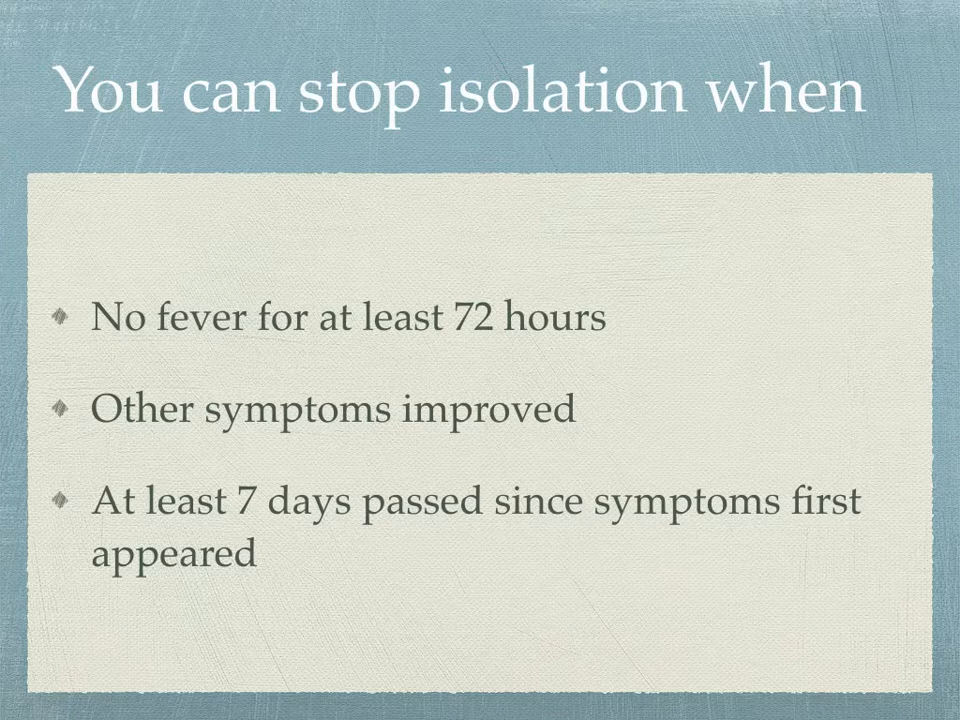 You can stop isolation when
No fever for at least 72 hours
Other symptoms improved
At least 7 days passed since symptoms first
appeared